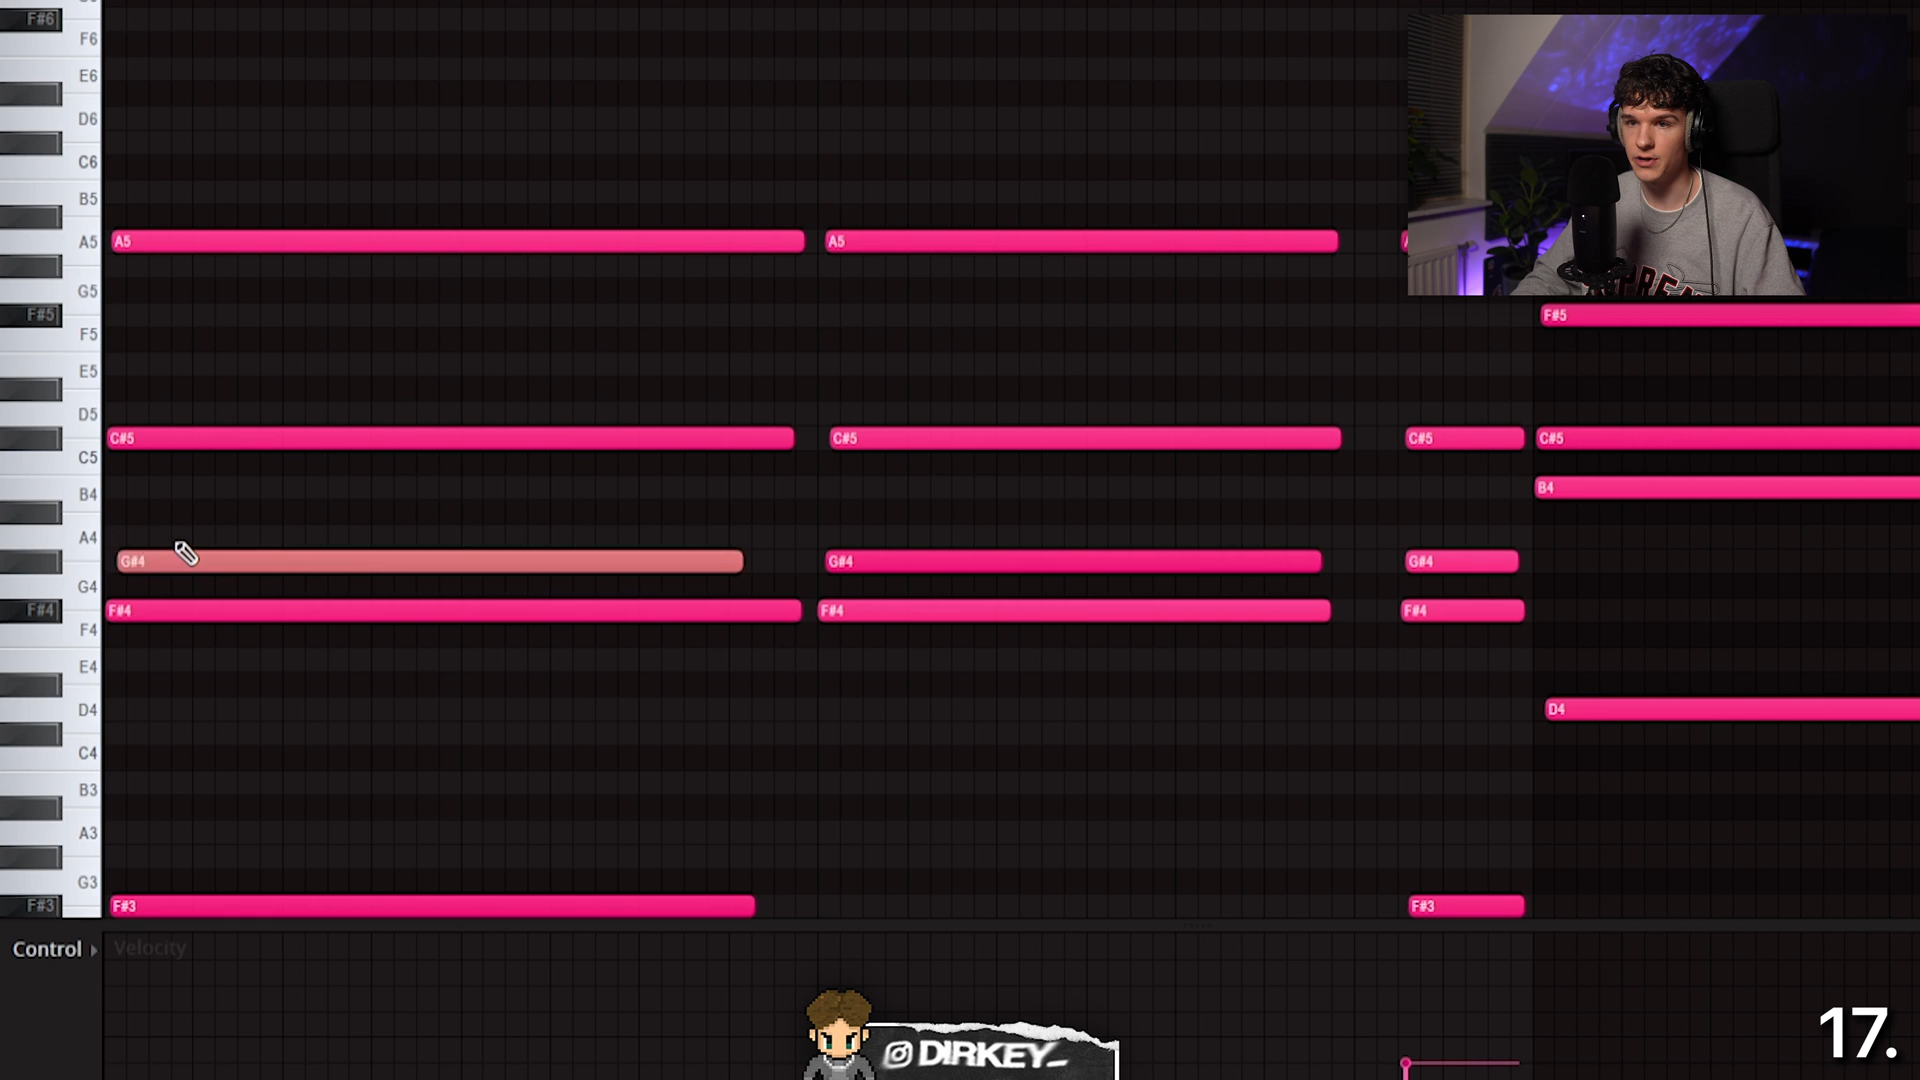 F#6
F6
E6
D6
C6
B5
A5 A5 A5
G5
F#5 F#5
F5
E5
D5
C#5 C#5 C#5 C#5
C5
B4 B4
A4
G#4 G#4 G#4
G4
F#4 F#4 F#4 F#4
F4
E4
D4 D4
C4
B3
A3
G3
F#3 F#3 F#3
Control Velocity
DIRKEY_
17.